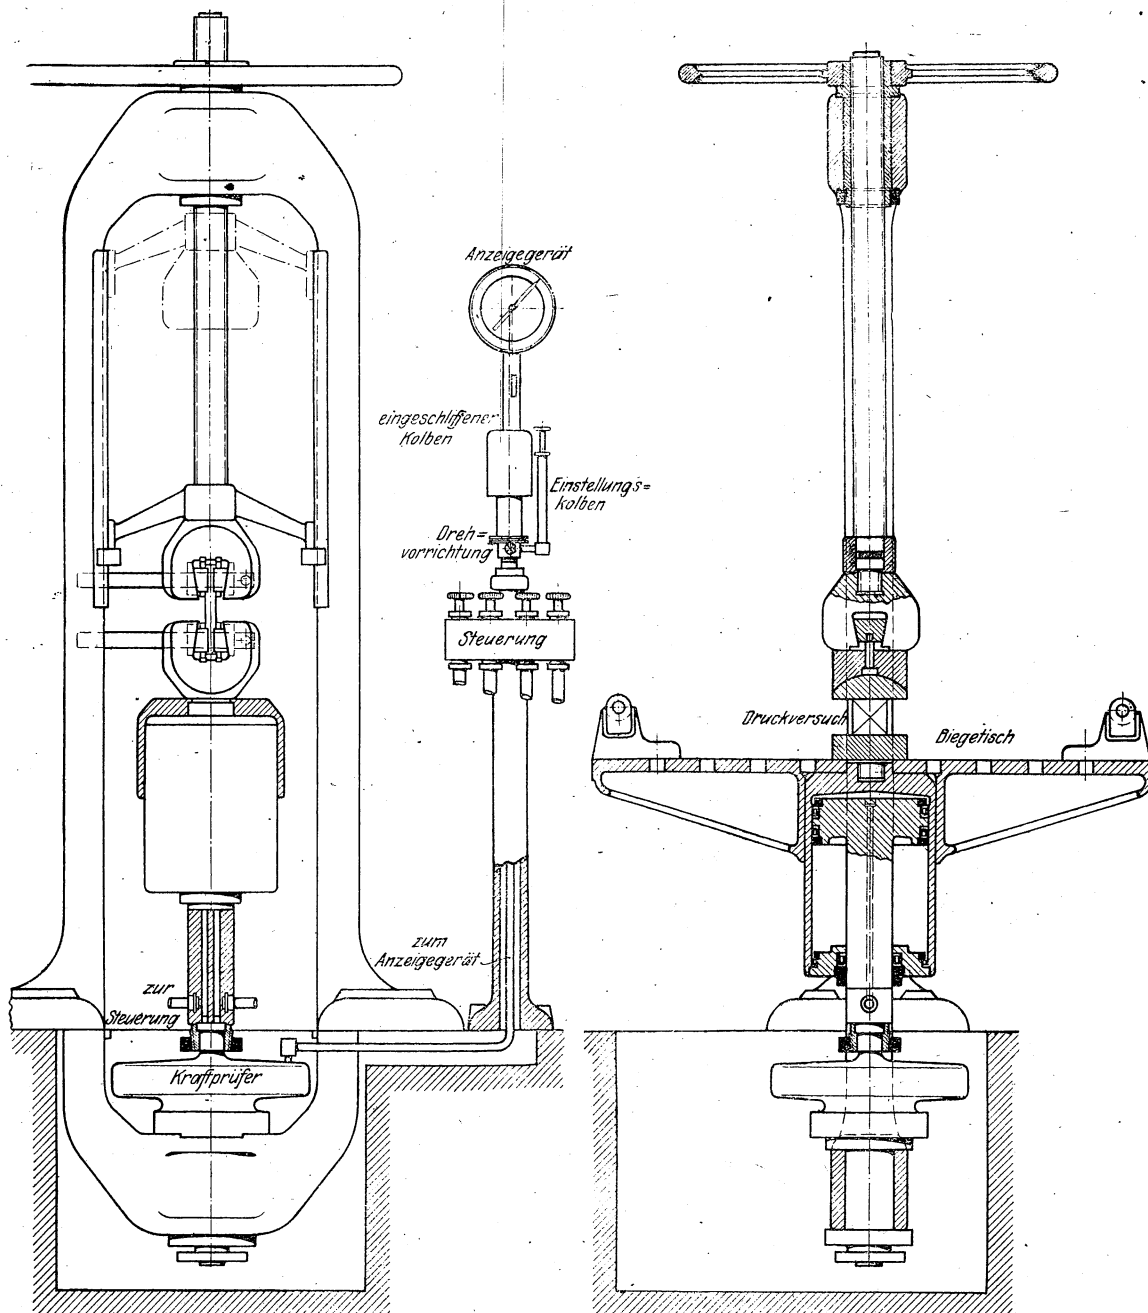 Anzeigegerät
eingeschliffener
Kolben
Einstellungs=
kolben
Dreh=
vorrichtung
Steuerung
Druckversuch
Biegetisch
zum
Anzeigegerät
zur
Steuerung
Kraftprüfer